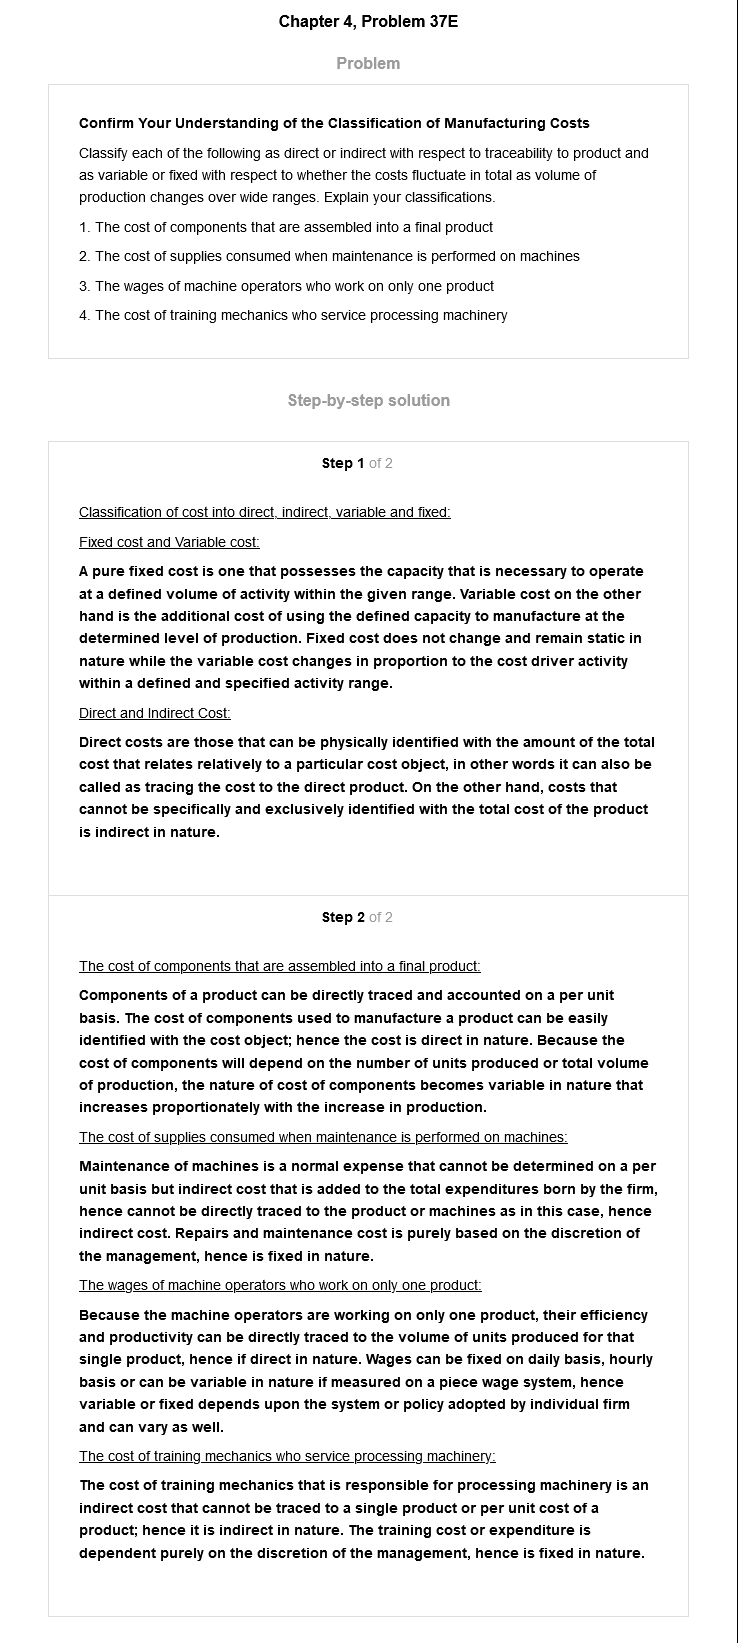 Chapter 4, Problem 37E
Problem
Confirm Your Understanding of the Classification of Manufacturing Costs
Classify each of the following as direct or indirect with respect to traceability to product and
as variable or fixed with respect to whether the costs fluctuate in total as volume of
production changes over wide ranges. Explain your classifications.
1. The cost of components that are assembled into a final product
2. The cost of supplies consumed when maintenance is performed on machines
3. The wages of machine operators who work on only one product
4. The cost of training mechanics who service processing machinery
Step-by-step solution
Step 1 of 2
Classification of cost into direct, indirect, variable and fixed:
Fixed cost and Variable cost:
A pure fixed cost is one that possesses the capacity that is necessary to operate
at a defined volume of activity within the given range. Variable cost on the other
hand is the additional cost of using the defined capacity to manufacture at the
determined level of production. Fixed cost does not change and remain static in
nature while the variable cost changes in proportion to the cost driver activity
within a defined and specified activity range.
Direct and Indirect Cost:
Direct costs are those that can be physically identified with the amount of the total
cost that relates relatively to a particular cost object, in other words it can also be
called as tracing the cost to the direct product. On the other hand, costs that
cannot be specifically and exclusively identified with the total cost of the product
is indirect in nature.
Step 2 of 2
The cost of components that are assembled into a final product:
Components of a product can be directly traced and accounted on a per unit
basis. The cost of components used to manufacture a product can be easily
identified with the cost object; hence the cost is direct in nature. Because the
cost of components will depend on the number of units produced or total volume
of production, the nature of cost of components becomes variable in nature that
increases proportionately with the increase in production.
The cost of supplies consumed when maintenance is performed on machines:
Maintenance of machines is a normal expense that cannot be determined on a per
unit basis but indirect cost that is added to the total expenditures born by the firm,
hence cannot be directly traced to the product or machines as in this case, hence
indirect cost. Repairs and maintenance cost is purely based on the discretion of
the management, hence is fixed in nature.
The wages of machine operators who work on only one product:
Because the machine operators are working on only one product, their efficiency
and productivity can be directly traced to the volume of units produced for that
single product, hence if direct in nature. Wages can be fixed on daily basis, hourly
basis or can be variable in nature if measured on a piece wage system, hence
variable or fixed depends upon the system or policy adopted by individual firm
and can vary as well.
The cost of training mechanics who service processing machinery:
The cost of training mechanics that is responsible for processing machinery is an
indirect cost that cannot be traced to a single product or per unit cost of a
product; hence it is indirect in nature. The training cost or expenditure is
dependent purely on the discretion of the management, hence is fixed in nature.